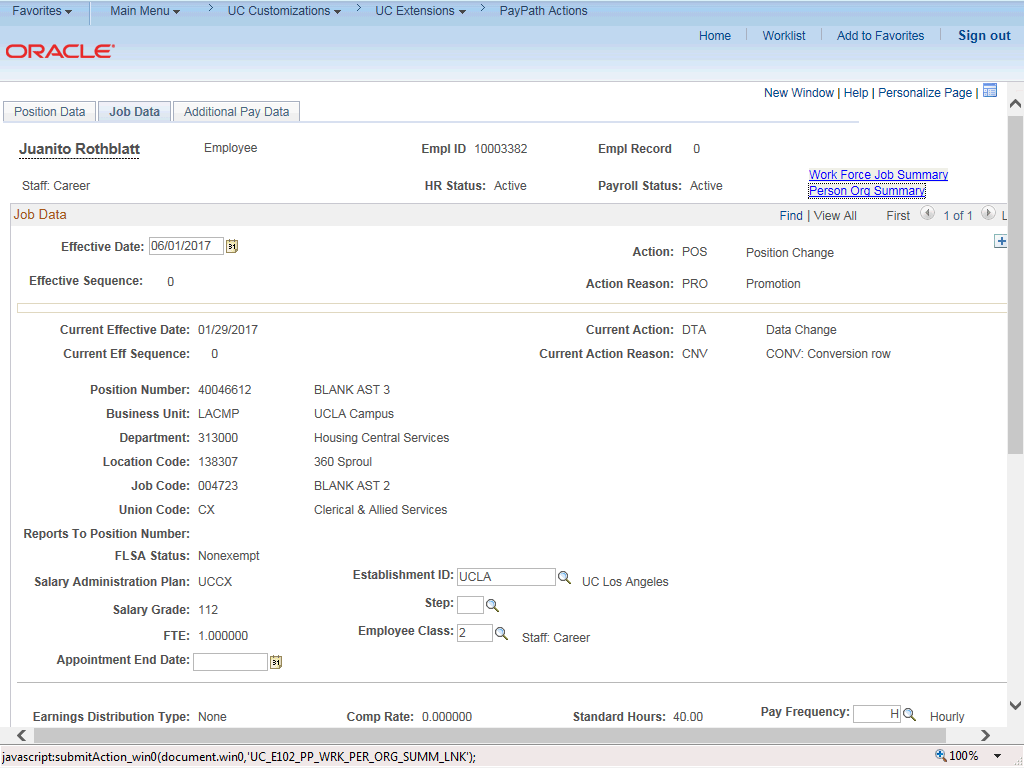 Favorites Main Menu > UC Customizations > UC Extensions > PayPath Actions
Home Worklist Add to Favorites Sign out
ORACLE
New Window | Help | Personalize Page |
Position Data Job Data Additional Pay Data
Juanito Rothblatt Employee Empl ID 10003382 Empl Record 0
Work Force Job Summary
Staff: Career HR Status: Active Payroll Status: Active
Person Org Summary
Job Data Find | View All First 1 of 1 L
Effective Date: 06/01/2017 31 Action: POS Position Change
Effective Sequence: 0 Action Reason: PRO Promotion
Current Effective Date: 01/29/2017 Current Action: DTA Data Change
Current Eff Sequence: 0 Current Action Reason: CNV CONV: Conversion row
Position Number: 40046612 BLANK AST 3
Business Unit: LACMP UCLA Campus
Department: 313000 Housing Central Services
Location Code: 138307 360 Sproul
Job Code: 004723 BLANK AST 2
Union Code: CX Clerical & Allied Services
Reports To Position Number:
FLSA Status: Nonexempt
Salary Administration Plan: UCCX Establishment ID: UCLA UC Los Angeles
Salary Grade: 112 Step:
FTE: 1.000000 Employee Class: 2 Staff: Career
Appointment End Date: 31
Earnings Distribution Type: None Comp Rate: 0.000000 Standard Hours: 40.00 Pay Frequency: H Hourly
javascript:submitAction_win0(document.win0,'UC_E102_PP_WRK_PER_ORG_SUMM_LNK'); 100%